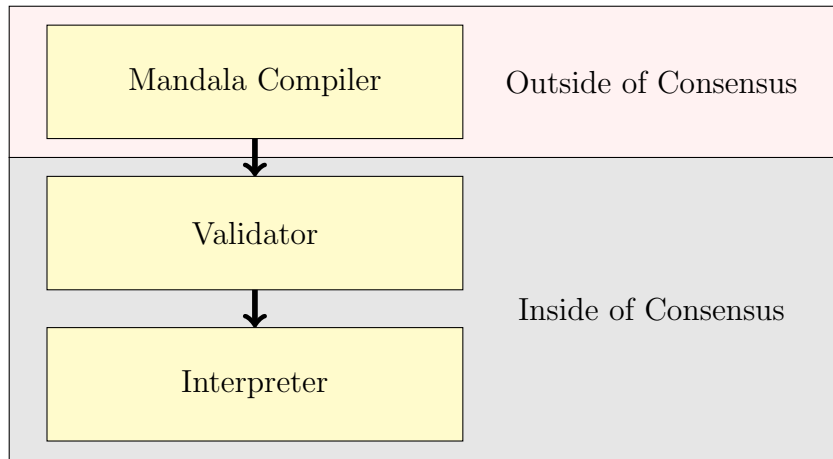 Mandala Compiler
Outside of Consensus
Validator
Inside of Consensus
Interpreter